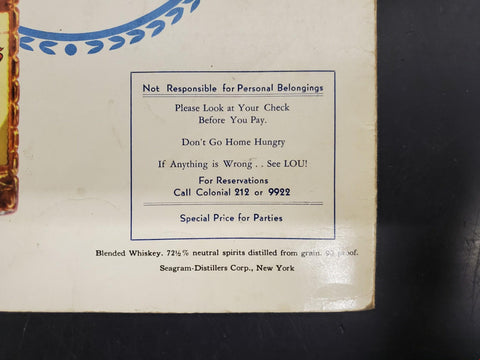 Not Responsible for Personal Belongings
Please Look at Your Check
Before You Pay.
Don't Go Home Hungry
If Anything is Wrong . . See LOU!
For Reservations
Call Colonial 212 or 9922
Special Price for Parties
Blended Whiskey. 72½% neutral spirits distilled from grain. proof.
Seagram-Distillers Corp., New York